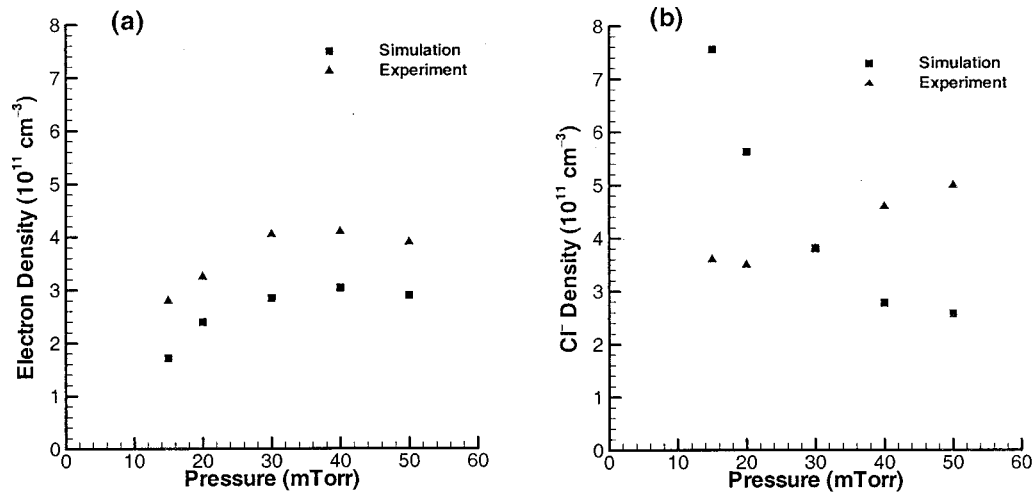 (a)
8
7
6
5
4
3
2
1
0
Electron Density (10¹¹ cm⁻³)
Simulation
Experiment
0 10 20 30 40 50 60
Pressure (mTorr)
(b)
8
7
6
5
4
3
2
1
0
Cl⁻ Density (10¹¹ cm⁻³)
Simulation
Experiment
0 10 20 30 40 50 60
Pressure (mTorr)